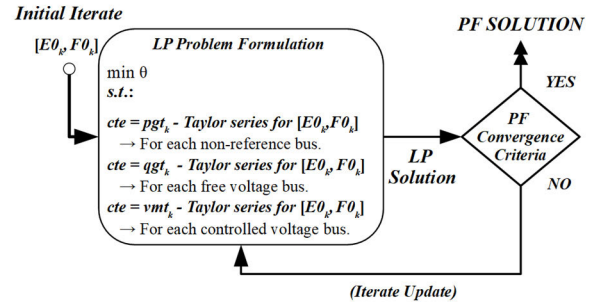 Initial Iterate
[E0k, F0k]
LP Problem Formulation
min θ
s.t.:
cte = pgtk - Taylor series for [E0k,F0k]
→ For each non-reference bus.
cte = qgtk - Taylor series for [E0k, F0k]
→ For each free voltage bus.
cte = vmtk - Taylor series for [E0k, F0k]
→ For each controlled voltage bus.
LP
Solution
PF SOLUTION
YES
PF
Convergence
Criteria
NO
(Iterate Update)